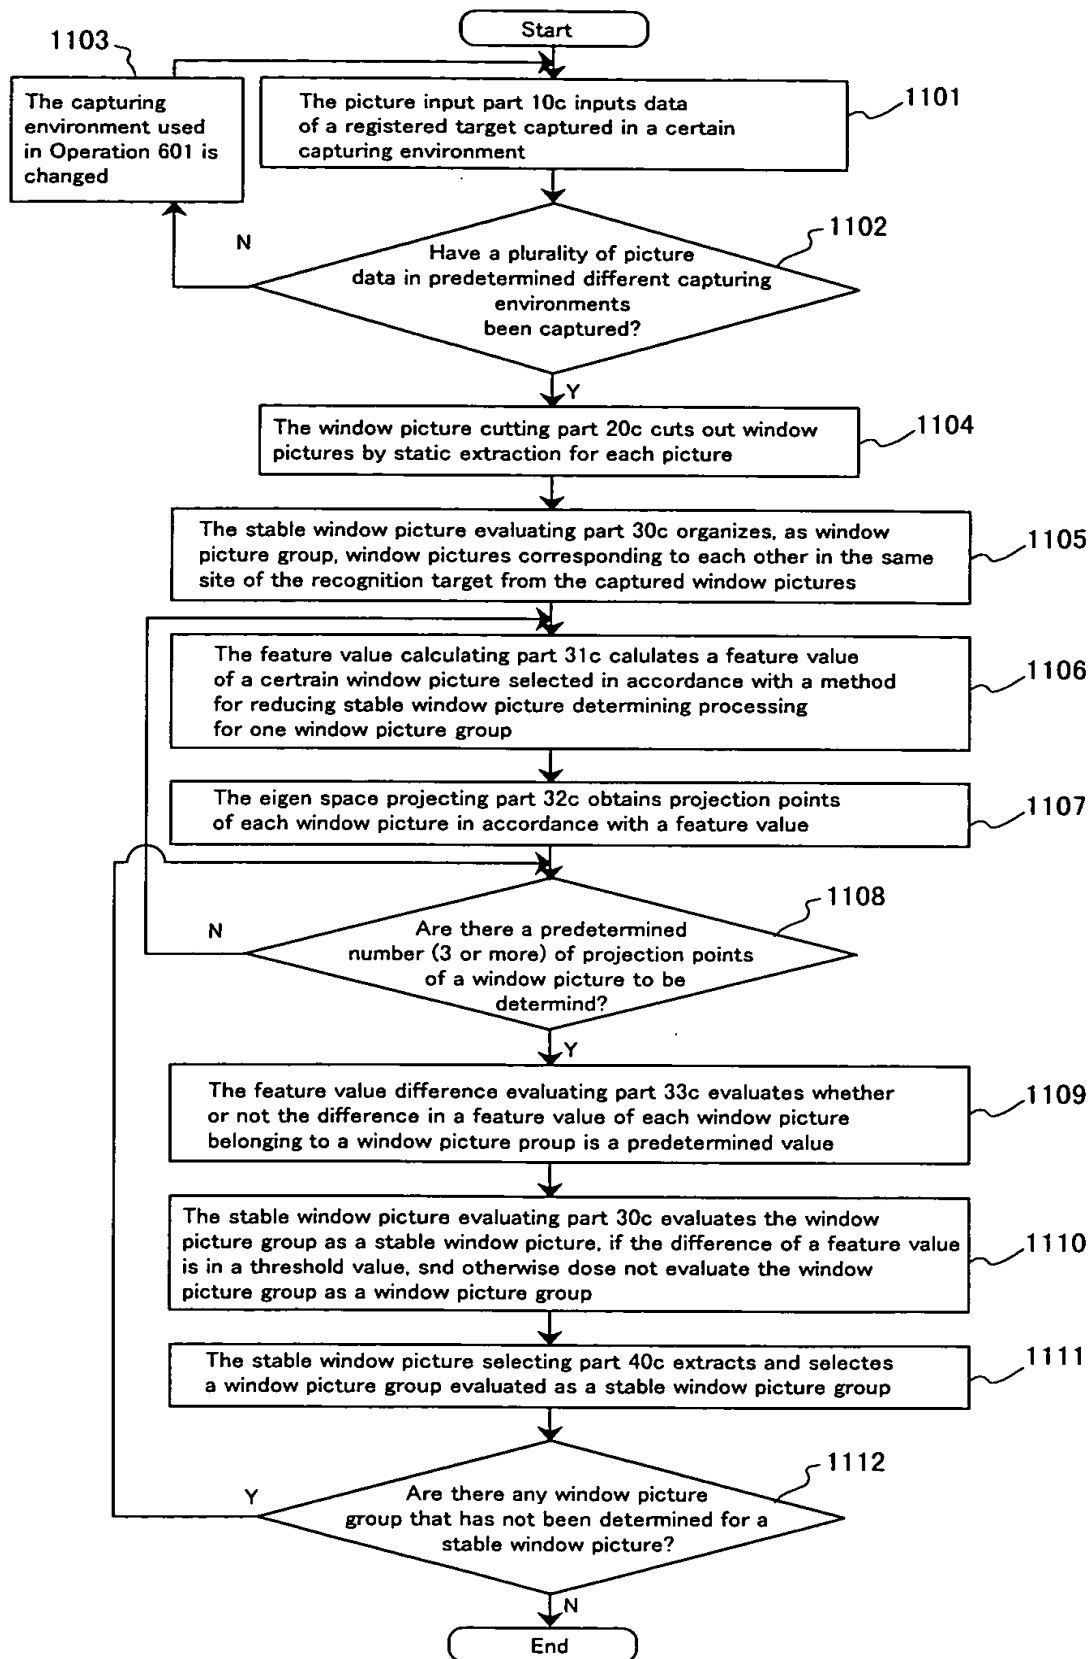 Start
1103
The capturing
environment used
in Operation 601 is
changed
The picture input part 10c inputs data
of a registered target captured in a certain
capturing environment
1101
N
1102
Have a plurality of picture
data in predetermined different capturing
environments
been captured?
Y
The window picture cutting part 20c cuts out window
pictures by static extraction for each picture
1104
The stable window picture evaluating part 30c organizes, as window
picture group, window pictures corresponding to each other in the same
site of the recognition target from the captured window pictures
1105
The feature value calculating part 31c calulates a feature value
of a certrain window picture selected in accordance with a method
for reducing stable window picture determining processing
for one window picture group
1106
The eigen space projecting part 32c obtains projection points
of each window picture in accordance with a feature value
1107
1108
N
Are there a predetermined
number (3 or more) of projection points
of a window picture to be
determind?
Y
The feature value difference evaluating part 33c evaluates whether
or not the difference in a feature value of each window picture
belonging to a window picture proup is a predetermined value
1109
The stable window picture evaluating part 30c evaluates the window
picture group as a stable window picture, if the difference of a feature value
is in a threshold value, snd otherwise dose not evaluate the window
picture group as a window picture group
1110
The stable window picture selecting part 40c extracts and selectes
a window picture group evaluated as a stable window picture group
1111
1112
Y
Are there any window picture
group that has not been determined for a
stable window picture?
N
End